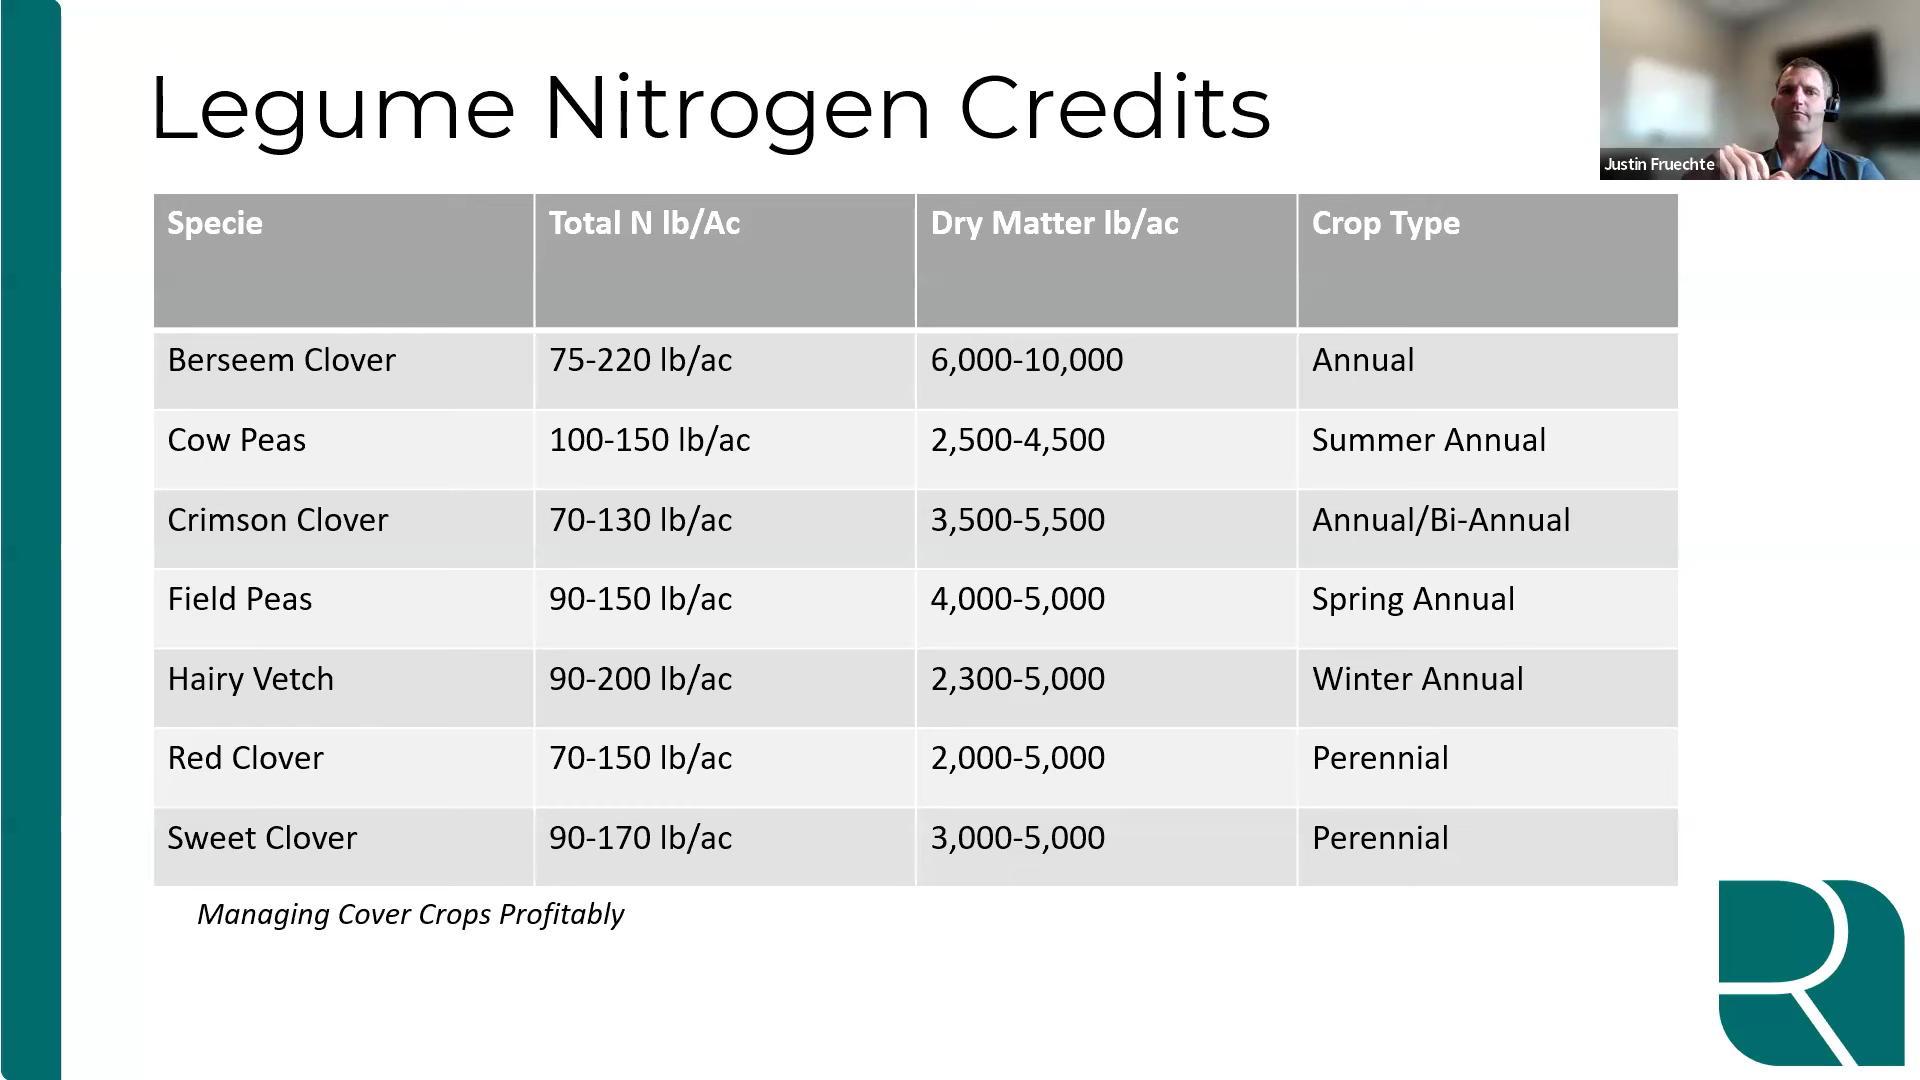 Legume Nitrogen Credits
Justin Fruechte
Specie Total N lb/Ac Dry Matter lb/ac Crop Type
Berseem Clover 75-220 lb/ac 6,000-10,000 Annual
Cow Peas 100-150 lb/ac 2,500-4,500 Summer Annual
Crimson Clover 70-130 lb/ac 3,500-5,500 Annual/Bi-Annual
Field Peas 90-150 lb/ac 4,000-5,000 Spring Annual
Hairy Vetch 90-200 lb/ac 2,300-5,000 Winter Annual
Red Clover 70-150 lb/ac 2,000-5,000 Perennial
Sweet Clover 90-170 lb/ac 3,000-5,000 Perennial
Managing Cover Crops Profitably